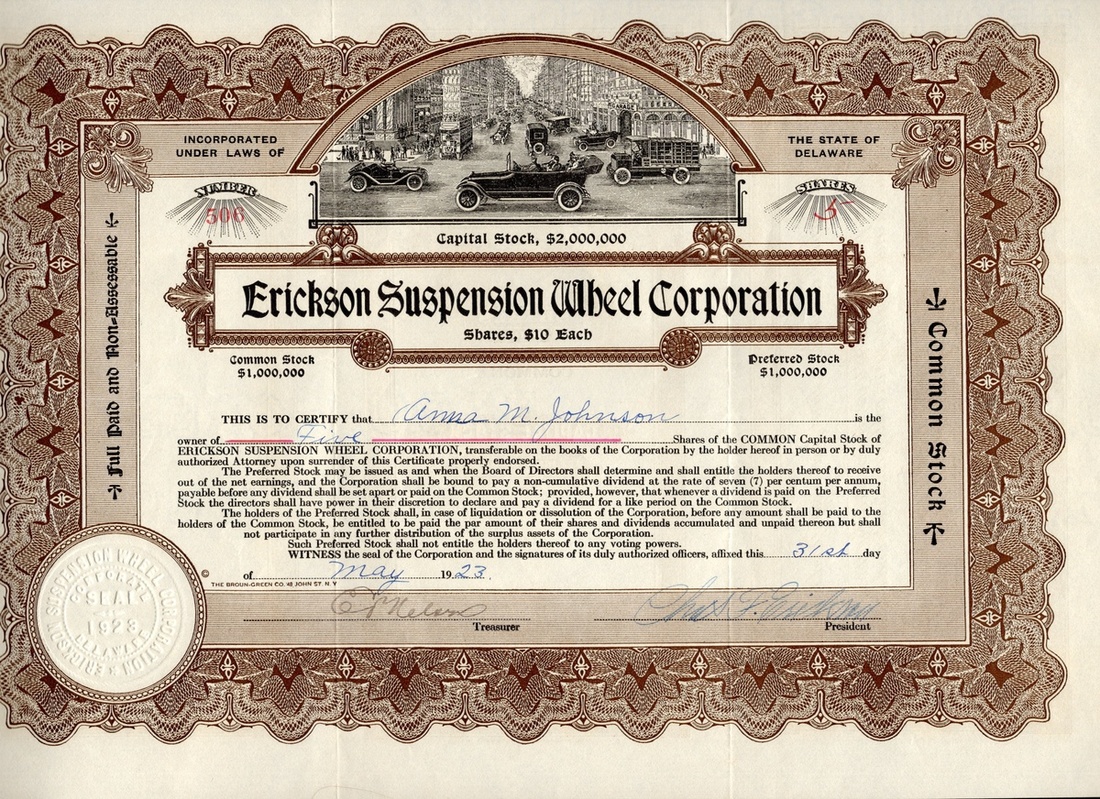 INCORPORATED
UNDER LAWS OF
THE STATE OF
DELAWARE
GARAGE
NUMBER
506
SHARES
5
Capital Stock, $2,000,000
Erickson Suspension Wheel Corporation
Shares, $10 Each
Common Stock
$1,000,000
Preferred Stock
$1,000,000
Full Paid and Non-Assessable
Common Stock
THIS IS TO CERTIFY that Anna M. Johnson is the
owner of Five Shares of the COMMON Capital Stock of
ERICKSON SUSPENSION WHEEL CORPORATION, transferable on the books of the Corporation by the holder hereof in person or by duly
authorized Attorney upon surrender of this Certificate properly endorsed.
The Preferred Stock may be issued as and when the Board of Directors shall determine and shall entitle the holders thereof to receive
out of the net earnings, and the Corporation shall be bound to pay a non-cumulative dividend at the rate of seven (7) per centum per annum,
payable before any dividend shall be set apart or paid on the Common Stock; provided, however, that whenever a dividend is paid on the Preferred
Stock the directors shall have power in their discretion to declare and pay a dividend for a like period on the Common Stock.
The holders of the Preferred Stock shall, in case of liquidation or dissolution of the Corporation, before any amount shall be paid to the
holders of the Common Stock, be entitled to be paid the par amount of their shares and dividends accumulated and unpaid thereon but shall
not participate in any further distribution of the surplus assets of the Corporation.
Such Preferred Stock shall not entitle the holders thereof to any voting powers.
WITNESS the seal of the Corporation and the signatures of its duly authorized officers, affixed this 31st day
of May 1923.
© THE BROUN-GREEN CO. 48 JOHN ST. N. Y
ERICKSON SUSPENSION WHEEL CORPORATION
CORPORATE
SEAL
1923
DELAWARE
Nelson
Treasurer
Chas F. Erickson
President